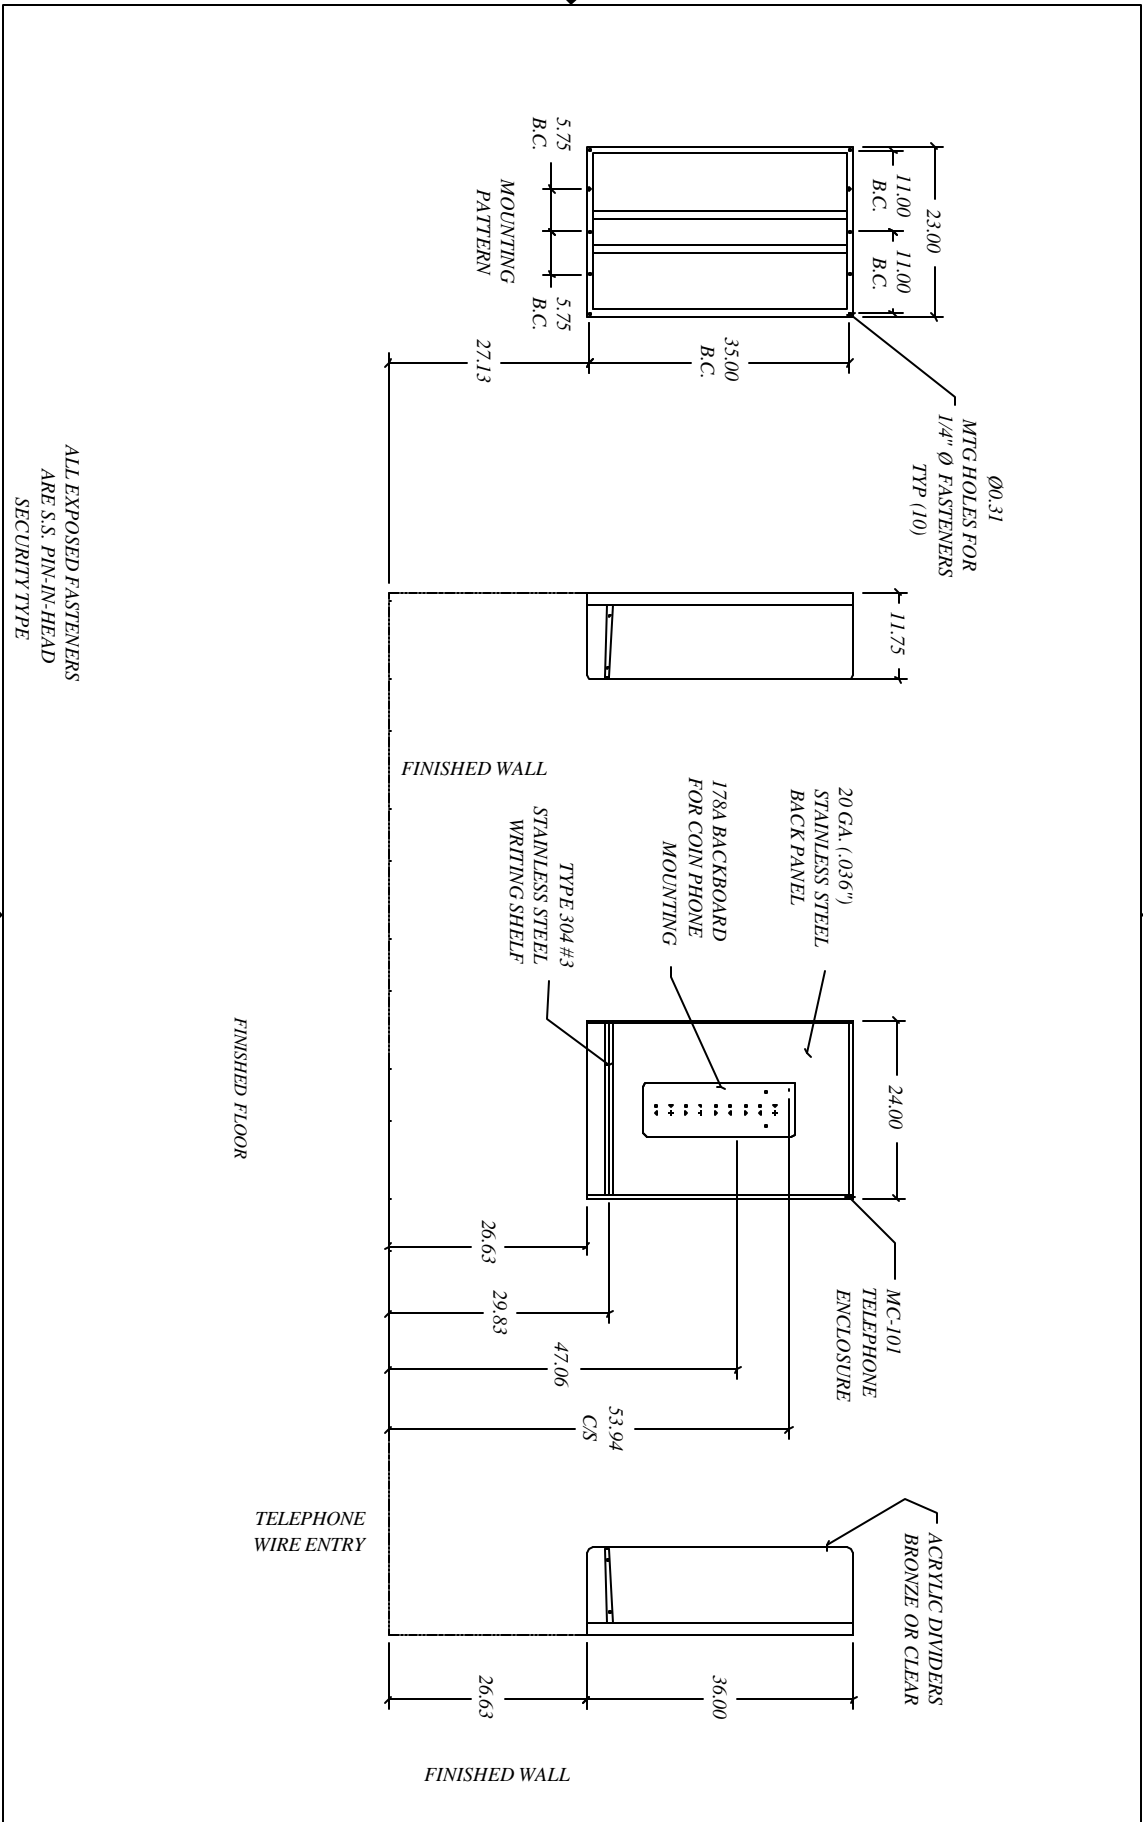 5.75
B.C.
MOUNTING
PATTERN
5.75
B.C.
11.00
B.C.
11.00
B.C.
23.00
35.00
B.C.
27.13
Ø0.31
MTG HOLES FOR
1/4" Ø FASTENERS
TYP (10)
ALL EXPOSED FASTENERS
ARE S.S. PIN-IN-HEAD
SECURITY TYPE
11.75
FINISHED WALL
20 GA. (.036")
STAINLESS STEEL
BACK PANEL
178A BACKBOARD
FOR COIN PHONE
MOUNTING
TYPE 304 #3
STAINLESS STEEL
WRITING SHELF
24.00
FINISHED FLOOR
MC-101
TELEPHONE
ENCLOSURE
26.63
29.83
47.06
53.94
C/S
ACRYLIC DIVIDERS
BRONZE OR CLEAR
TELEPHONE
WIRE ENTRY
36.00
26.63
FINISHED WALL